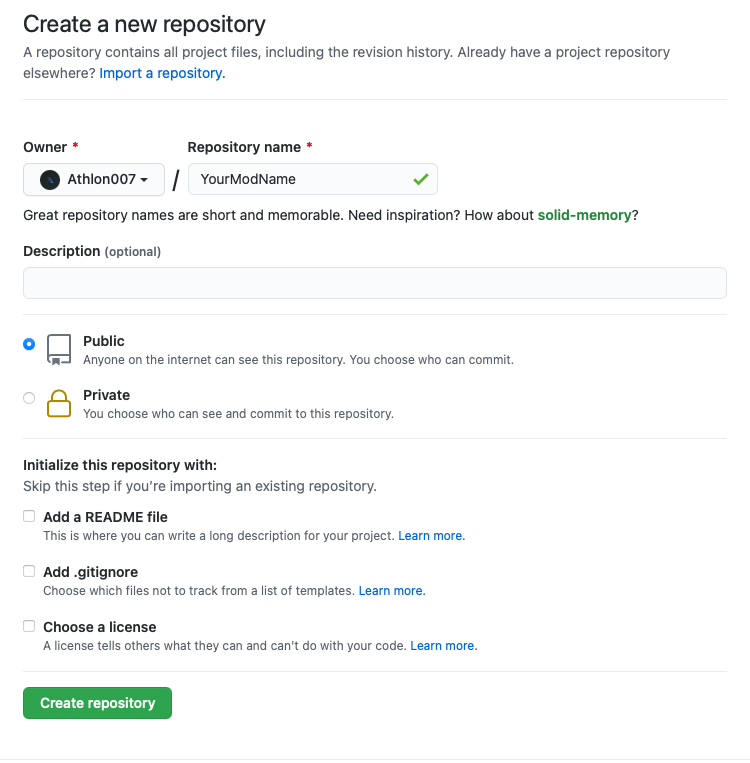 Create a new repository
A repository contains all project files, including the revision history. Already have a project repository
elsewhere? Import a repository.
Owner * Repository name *
Athlon007 / YourModName
Great repository names are short and memorable. Need inspiration? How about solid-memory?
Description (optional)
Public
Anyone on the internet can see this repository. You choose who can commit.
Private
You choose who can see and commit to this repository.
Initialize this repository with:
Skip this step if you’re importing an existing repository.
Add a README file
This is where you can write a long description for your project. Learn more.
Add .gitignore
Choose which files not to track from a list of templates. Learn more.
Choose a license
A license tells others what they can and can't do with your code. Learn more.
Create repository